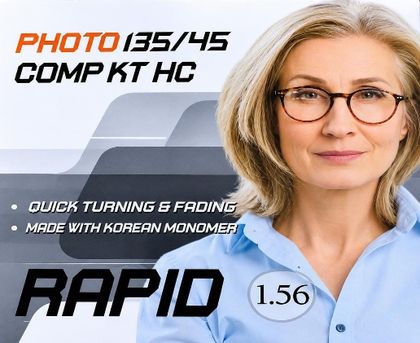 PHOTO 135/45
COMP KT HC
• QUICK TURNING & FADING
• MADE WITH KOREAN MONOMER
RAPID
1.56